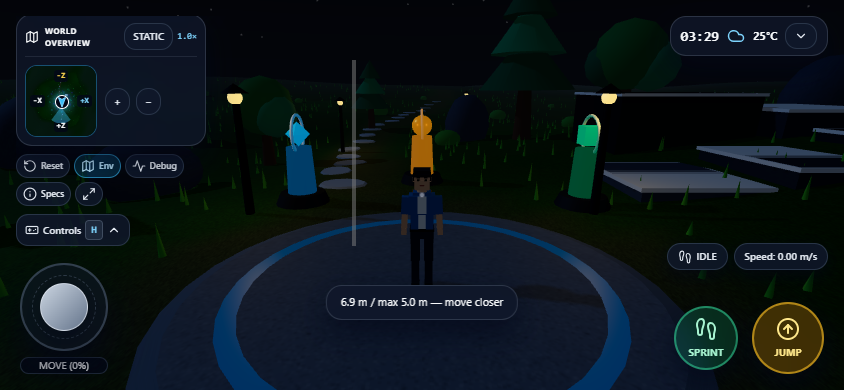 WORLD
OVERVIEW
STATIC
1.0×
-Z
-X
+X
+Z
+
−
Reset
Env
Debug
Specs
Controls
H
MOVE (0%)
03:29
25°C
6.9 m / max 5.0 m — move closer
IDLE
Speed: 0.00 m/s
SPRINT
JUMP